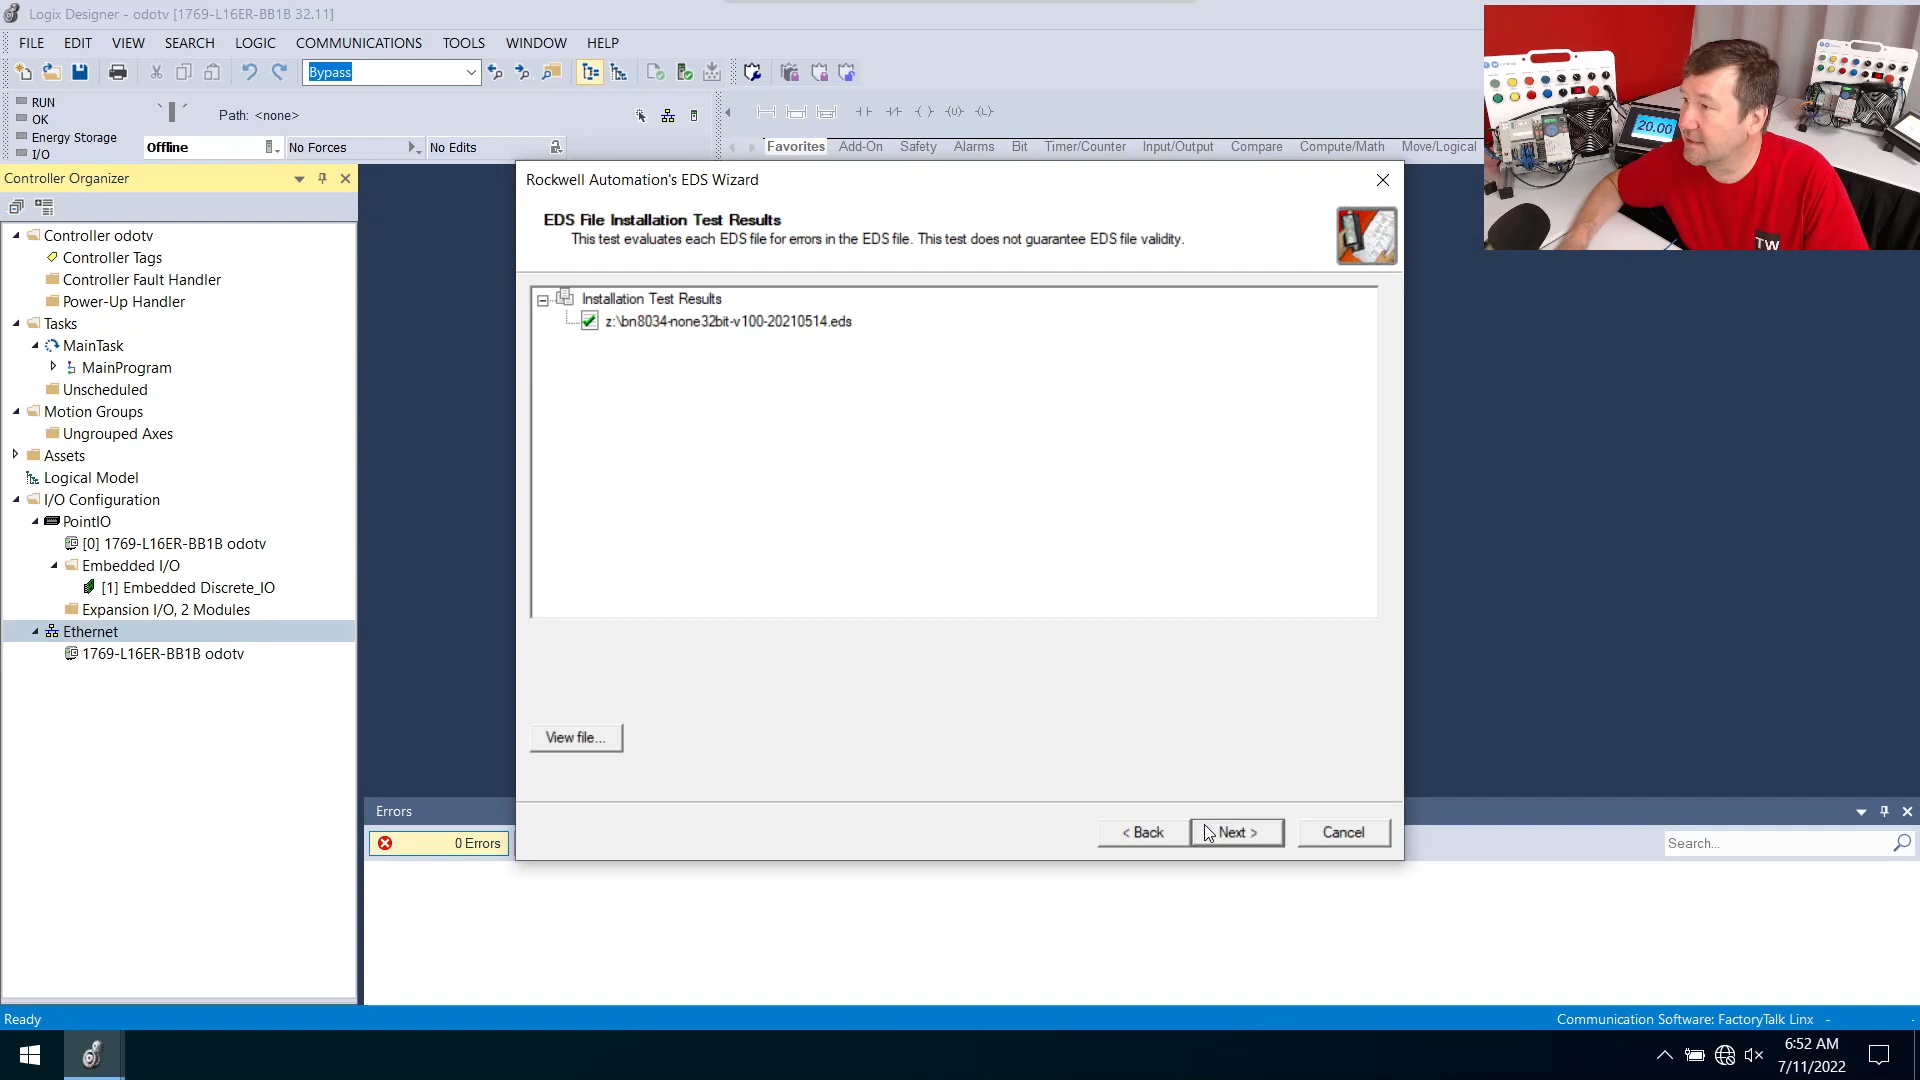 Logix Designer - odotv [1769-L16ER-BB1B 32.11]
FILE EDIT VIEW SEARCH LOGIC COMMUNICATIONS TOOLS WINDOW HELP
Bypass
RUN
OK
Energy Storage
I/O
Path: <none>
Offline
No Forces
No Edits
Favorites Add-On Safety Alarms Bit Timer/Counter Input/Output Compare Compute/Math Move/Logical
Controller Organizer
Controller odotv
Controller Tags
Controller Fault Handler
Power-Up Handler
Tasks
MainTask
MainProgram
Unscheduled
Motion Groups
Ungrouped Axes
Assets
Logical Model
I/O Configuration
PointIO
[0] 1769-L16ER-BB1B odotv
Embedded I/O
[1] Embedded Discrete_IO
Expansion I/O, 2 Modules
Ethernet
1769-L16ER-BB1B odotv
Rockwell Automation's EDS Wizard
EDS File Installation Test Results
This test evaluates each EDS file for errors in the EDS file. This test does not guarantee EDS file validity.
Installation Test Results
z:\bn8034-none32bit-v100-20210514.eds
View file...
< Back
Next >
Cancel
Errors
0 Errors
Search...
20.00
TW
Ready
Communication Software: FactoryTalk Linx -
6:52 AM
7/11/2022